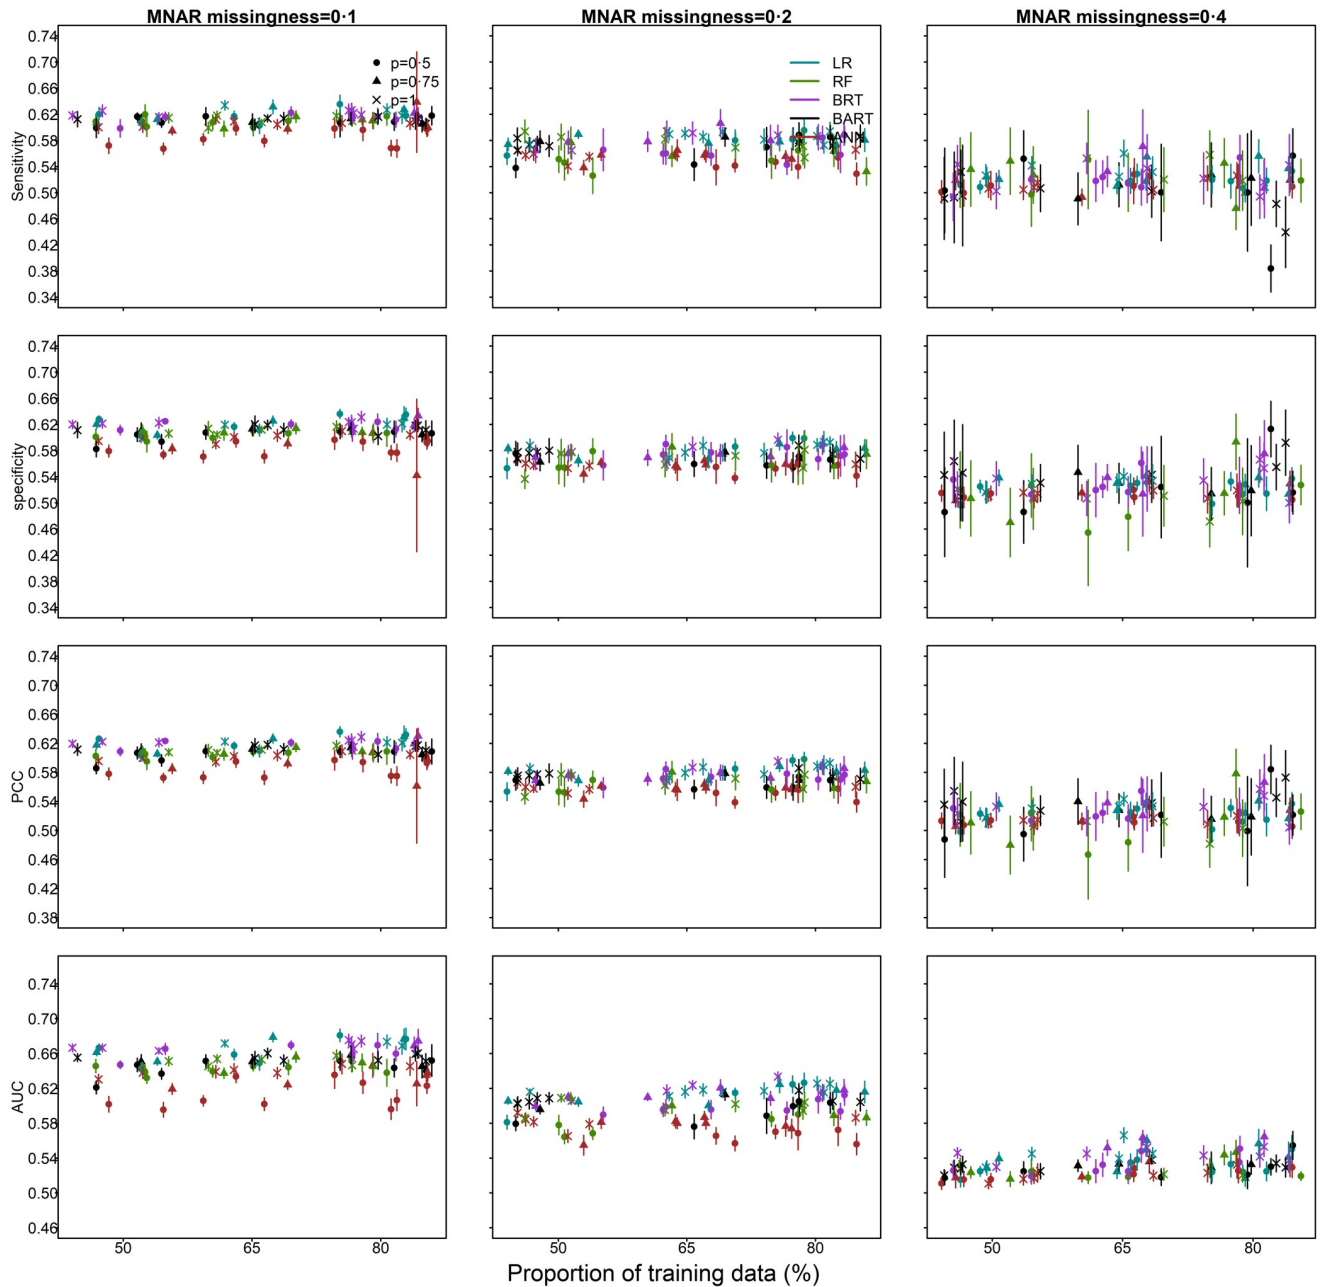 MNAR missingness=0·1
MNAR missingness=0·2
MNAR missingness=0·4
Sensitivity
0.74
0.70
0.66
0.62
0.58
0.54
0.50
0.46
0.42
0.38
0.34
p=0·5
p=0·75
p=1
LR
RF
BRT
BART
ANN
specificity
0.74
0.70
0.66
0.62
0.58
0.54
0.50
0.46
0.42
0.38
0.34
PCC
0.74
0.70
0.66
0.62
0.58
0.54
0.50
0.46
0.42
0.38
AUC
0.74
0.70
0.66
0.62
0.58
0.54
0.50
0.46
50 65 80
50 65 80
50 65 80
Proportion of training data (%)